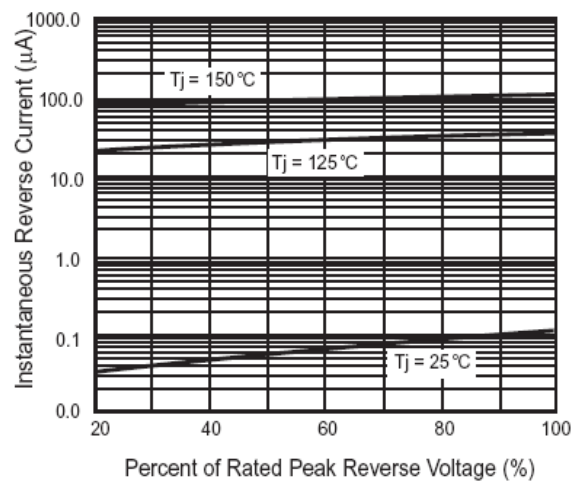 Instantaneous Reverse Current (μA)
1000.0
100.0
10.0
1.0
0.1
0.0
Tj = 150°C
Tj = 125°C
Tj = 25°C
20 40 60 80 100
Percent of Rated Peak Reverse Voltage (%)